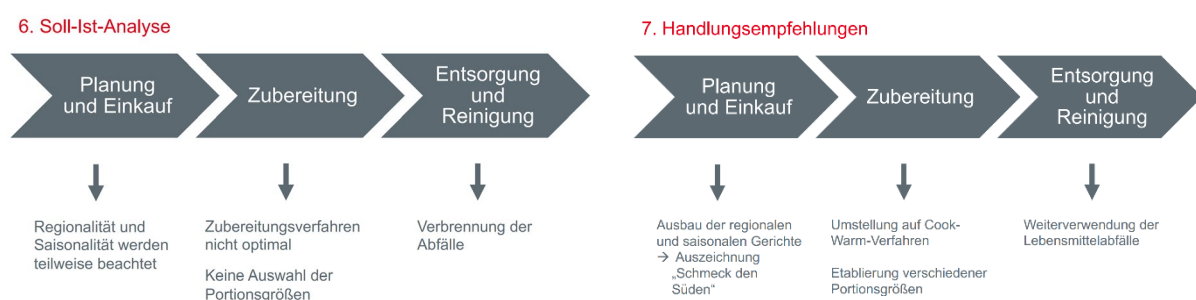 6. Soll-Ist-Analyse
Planung
und Einkauf
Zubereitung
Entsorgung
und
Reinigung
Regionalität und
Saisonalität werden
teilweise beachtet
Zubereitungsverfahren
nicht optimal
Keine Auswahl der
Portionsgrößen
Verbrennung der
Abfälle
7. Handlungsempfehlungen
Planung
und Einkauf
Zubereitung
Entsorgung
und
Reinigung
Ausbau der regionalen
und saisonalen Gerichte
→ Auszeichnung
„Schmeck den
Süden“
Umstellung auf Cook-
Warm-Verfahren
Etablierung verschiedener
Portionsgrößen
Weiterverwendung der
Lebensmittelabfälle